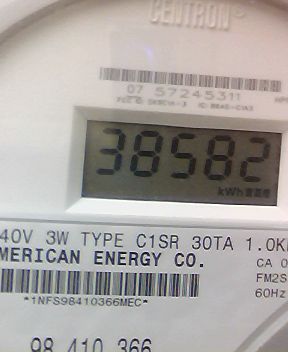 CENTRON®
07 57245311
38582
kWh
40V 3W TYPE C1SR 30TA 1.0K
MERICAN ENERGY CO.
CA 0
FM2S
60Hz
*1NFS98410366MEC*
98 410 366